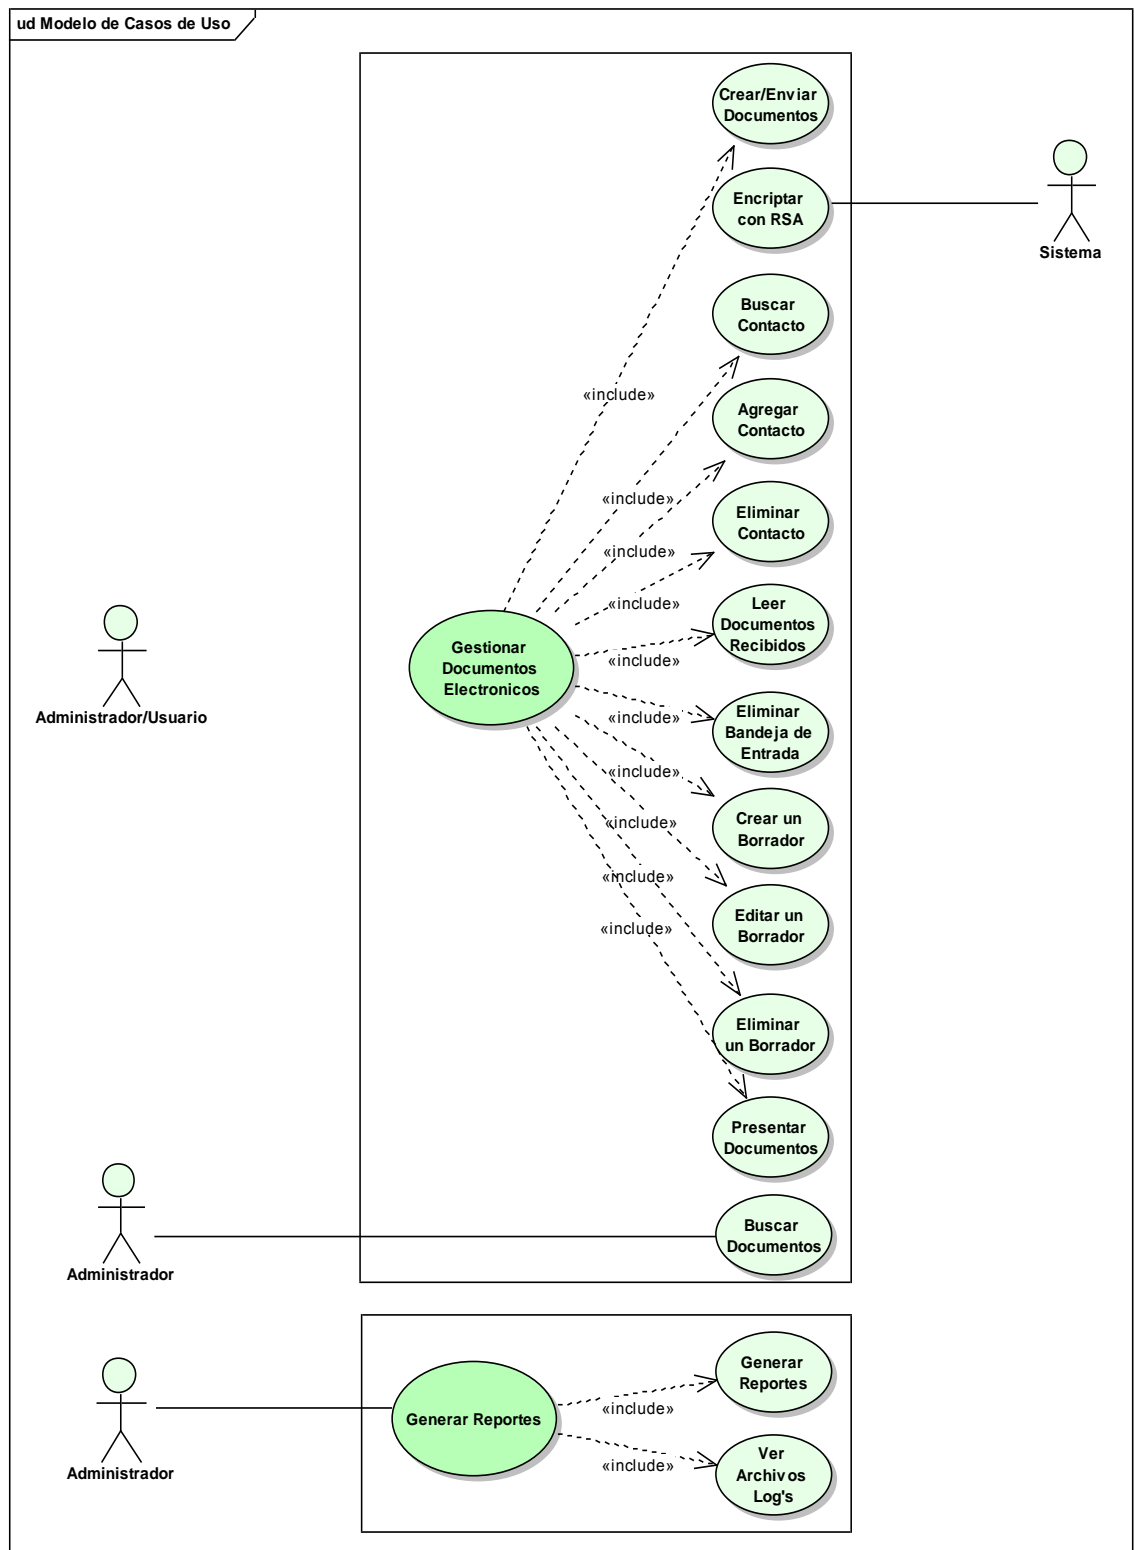 ud Modelo de Casos de Uso
Crear/Enviar
Documentos
Encriptar
con RSA
Sistema
Buscar
Contacto
«include»
Agregar
Contacto
«include»
Eliminar
Contacto
«include»
Leer
Documentos
Recibidos
«include»
Gestionar
Documentos
Electronicos
«include»
Administrador/Usuario
Eliminar
Bandeja de
Entrada
«include»
«include»
Crear un
Borrador
«include»
Editar un
Borrador
«include»
«include»
Eliminar
un Borrador
Presentar
Documentos
Buscar
Documentos
Administrador
Generar
Reportes
«include»
Generar Reportes
Ver
Archivos
Log's
«include»
Administrador